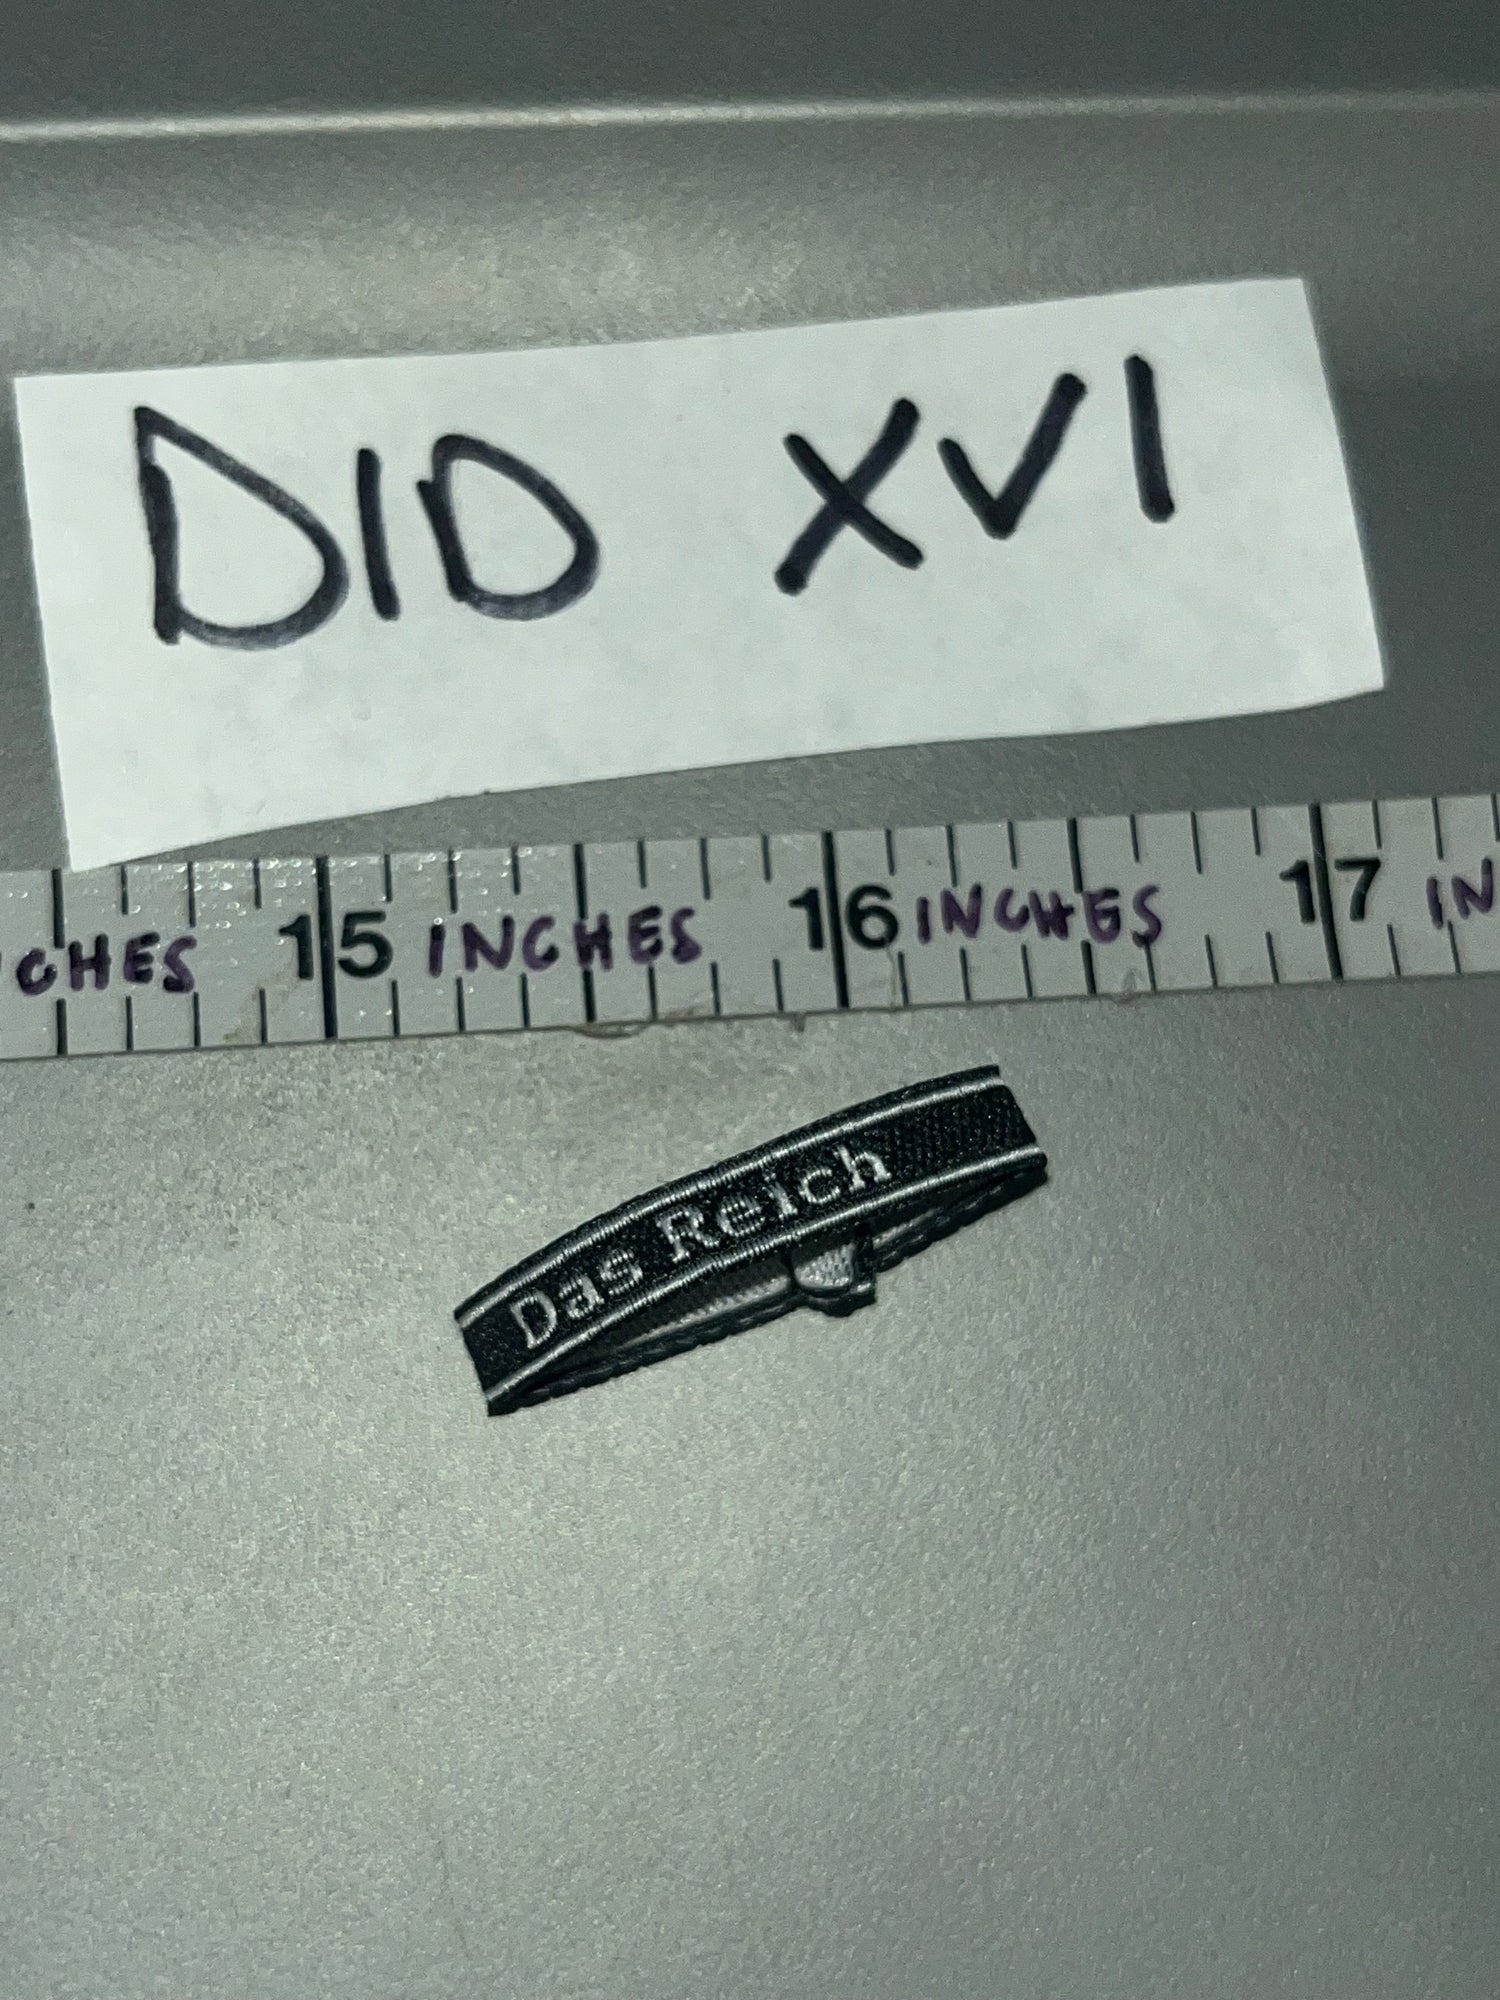 DID XVI
CHES 15 INCHES 16 INCHES 17 IN
Das Reich